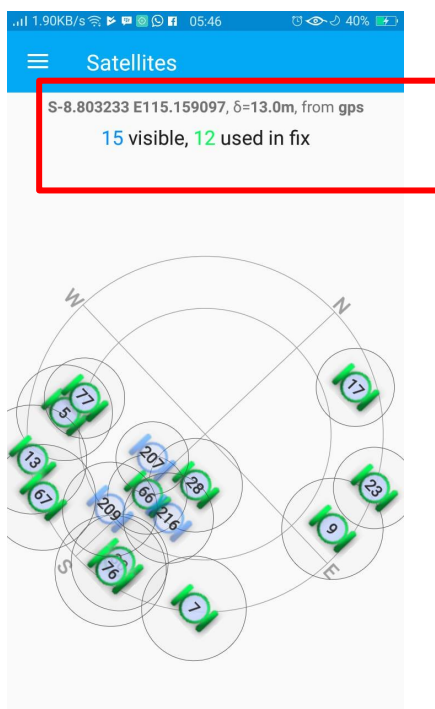 1.90KB/s 05:46 40%
Satellites
S-8.803233 E115.159097, δ=13.0m, from gps
15 visible, 12 used in fix
W
N
77
5
17
13
207
67
66
28
23
209
216
9
S
76
E
7